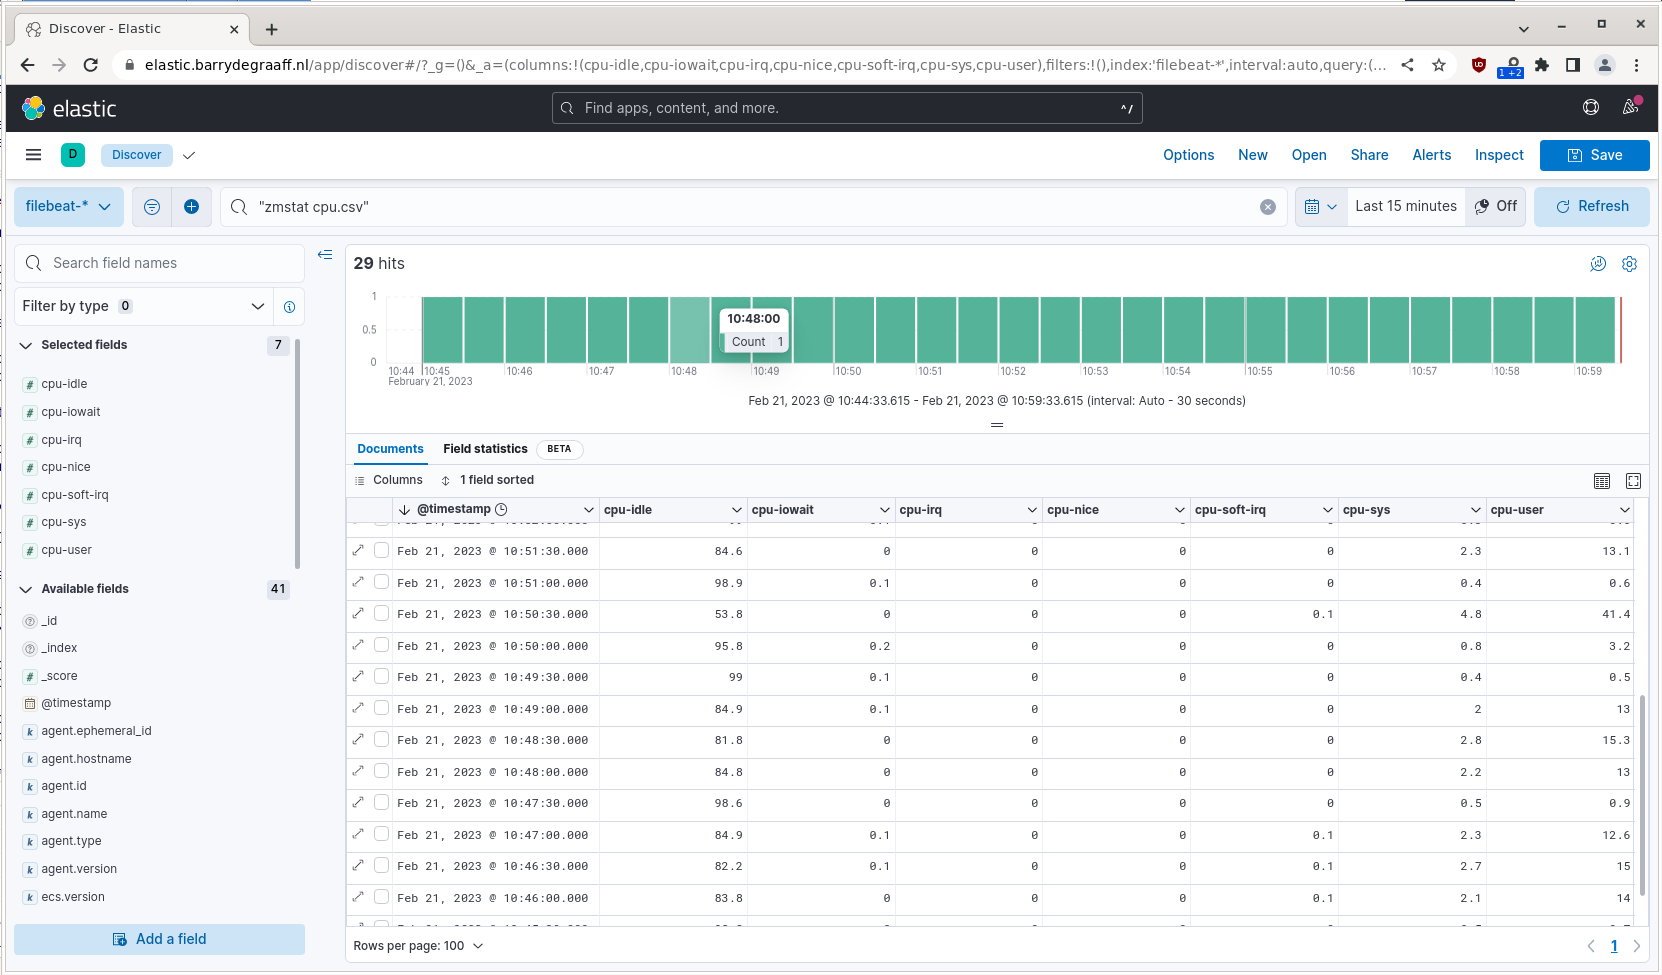 Discover - Elastic
elastic.barrydegraaff.nl/app/discover#/?_g=()&_a=(columns:!(cpu-idle,cpu-iowait,cpu-irq,cpu-nice,cpu-soft-irq,cpu-sys,cpu-user),filters:!(),index:'filebeat-*',interval:auto,query:(...
1 +2
elastic
Find apps, content, and more.
^/
D
Discover
Options
New
Open
Share
Alerts
Inspect
Save
filebeat-*
"zmstat cpu.csv"
Last 15 minutes
Off
Refresh
Search field names
Filter by type 0
Selected fields 7
cpu-idle
cpu-iowait
cpu-irq
cpu-nice
cpu-soft-irq
cpu-sys
cpu-user
Available fields 41
_id
_index
_score
@timestamp
agent.ephemeral_id
agent.hostname
agent.id
agent.name
agent.type
agent.version
ecs.version
Add a field
29 hits
1
0.5
0
10:48:00
Count 1
10:44 10:45 10:46 10:47 10:48 10:49 10:50 10:51 10:52 10:53 10:54 10:55 10:56 10:57 10:58 10:59
February 21, 2023
Feb 21, 2023 @ 10:44:33.615 - Feb 21, 2023 @ 10:59:33.615 (interval: Auto - 30 seconds)
Documents
Field statistics
BETA
Columns
1 field sorted
@timestamp cpu-idle cpu-iowait cpu-irq cpu-nice cpu-soft-irq cpu-sys cpu-user
Feb 21, 2023 @ 10:51:30.000 84.6 0 0 0 0 2.3 13.1
Feb 21, 2023 @ 10:51:00.000 98.9 0.1 0 0 0 0.4 0.6
Feb 21, 2023 @ 10:50:30.000 53.8 0 0 0 0.1 4.8 41.4
Feb 21, 2023 @ 10:50:00.000 95.8 0.2 0 0 0 0.8 3.2
Feb 21, 2023 @ 10:49:30.000 99 0.1 0 0 0 0.4 0.5
Feb 21, 2023 @ 10:49:00.000 84.9 0.1 0 0 0 2 13
Feb 21, 2023 @ 10:48:30.000 81.8 0 0 0 0 2.8 15.3
Feb 21, 2023 @ 10:48:00.000 84.8 0 0 0 0 2.2 13
Feb 21, 2023 @ 10:47:30.000 98.6 0 0 0 0 0.5 0.9
Feb 21, 2023 @ 10:47:00.000 84.9 0.1 0 0 0.1 2.3 12.6
Feb 21, 2023 @ 10:46:30.000 82.2 0.1 0 0 0.1 2.7 15
Feb 21, 2023 @ 10:46:00.000 83.8 0 0 0 0.1 2.1 14
Rows per page: 100
1